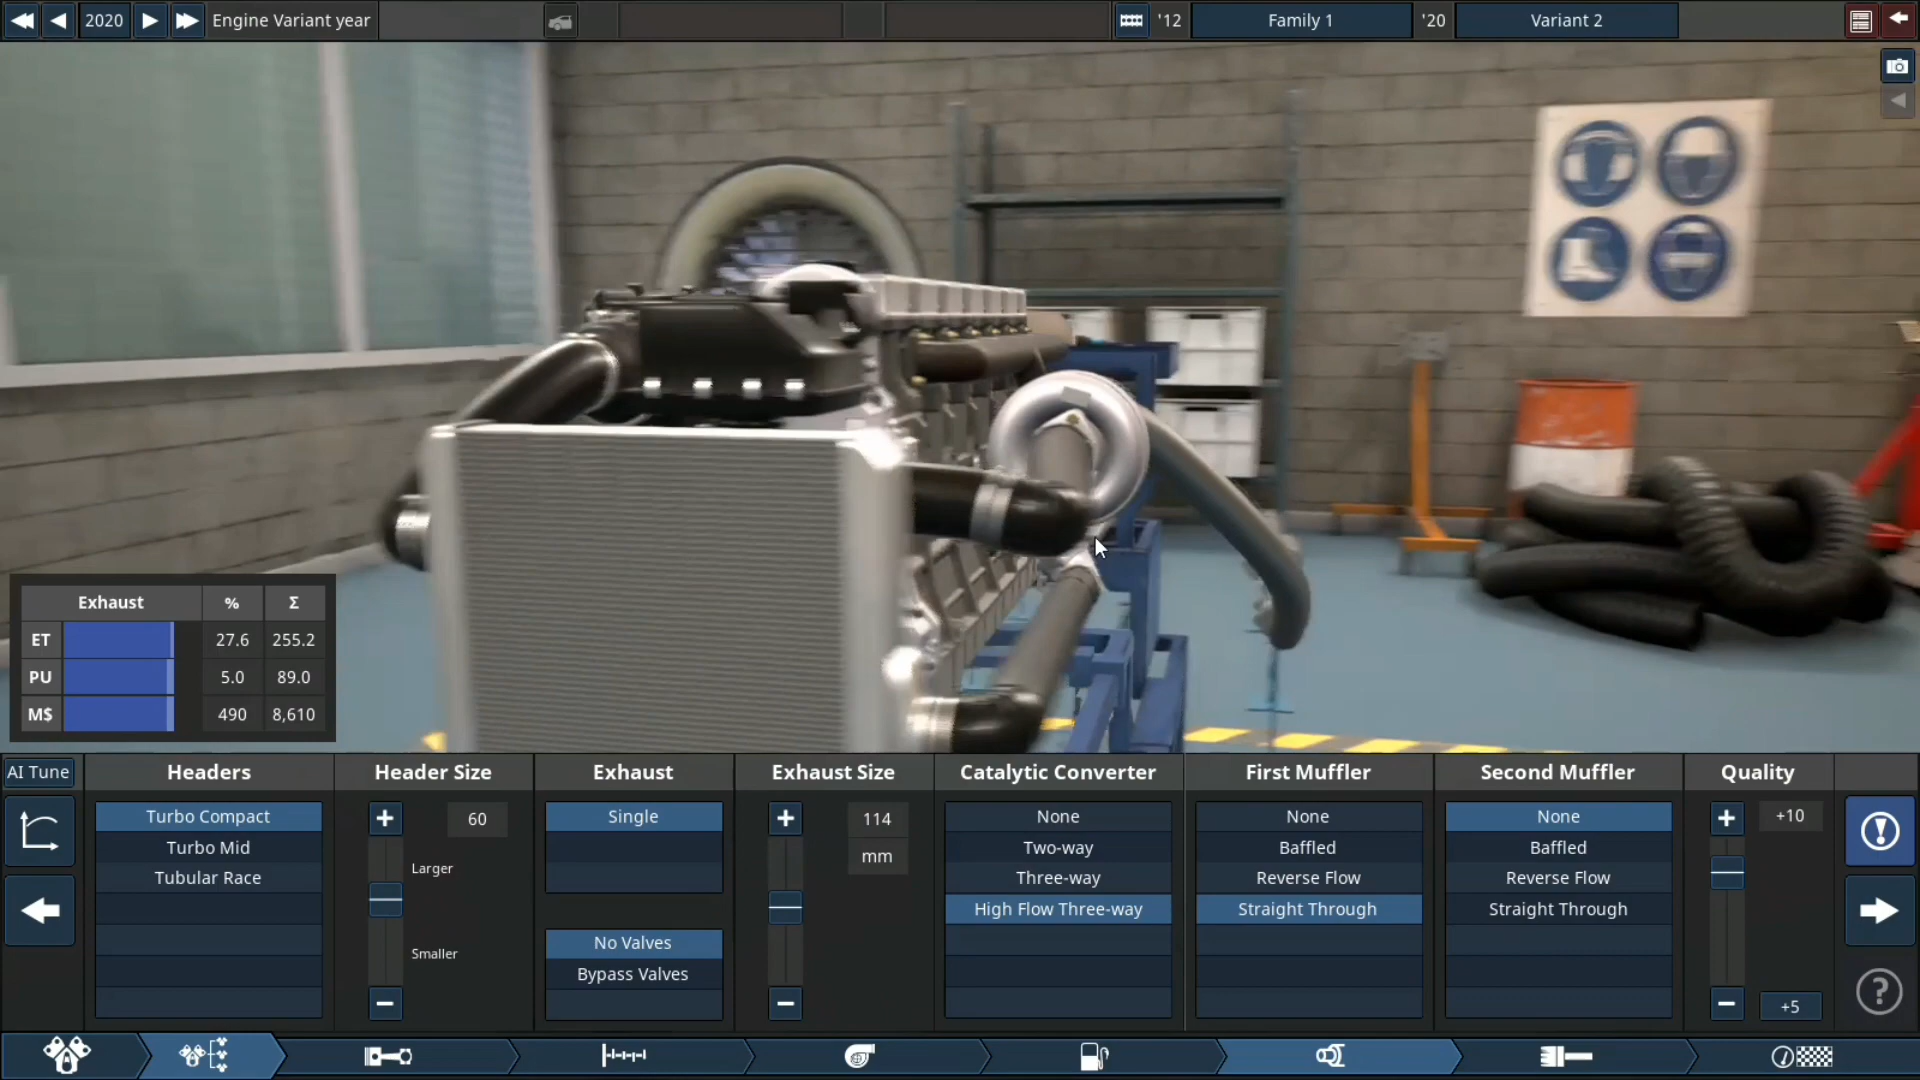 2020 Engine Variant year '12 Family 1 '20 Variant 2
Exhaust % Σ
ET 27.6 255.2
PU 5.0 89.0
M$ 490 8,610
AI Tune
Headers
Turbo Compact
Turbo Mid
Tubular Race
Header Size
60
Larger
Smaller
Exhaust
Single
No Valves
Bypass Valves
Exhaust Size
114
mm
Catalytic Converter
None
Two-way
Three-way
High Flow Three-way
First Muffler
None
Baffled
Reverse Flow
Straight Through
Second Muffler
None
Baffled
Reverse Flow
Straight Through
Quality
+10
+5